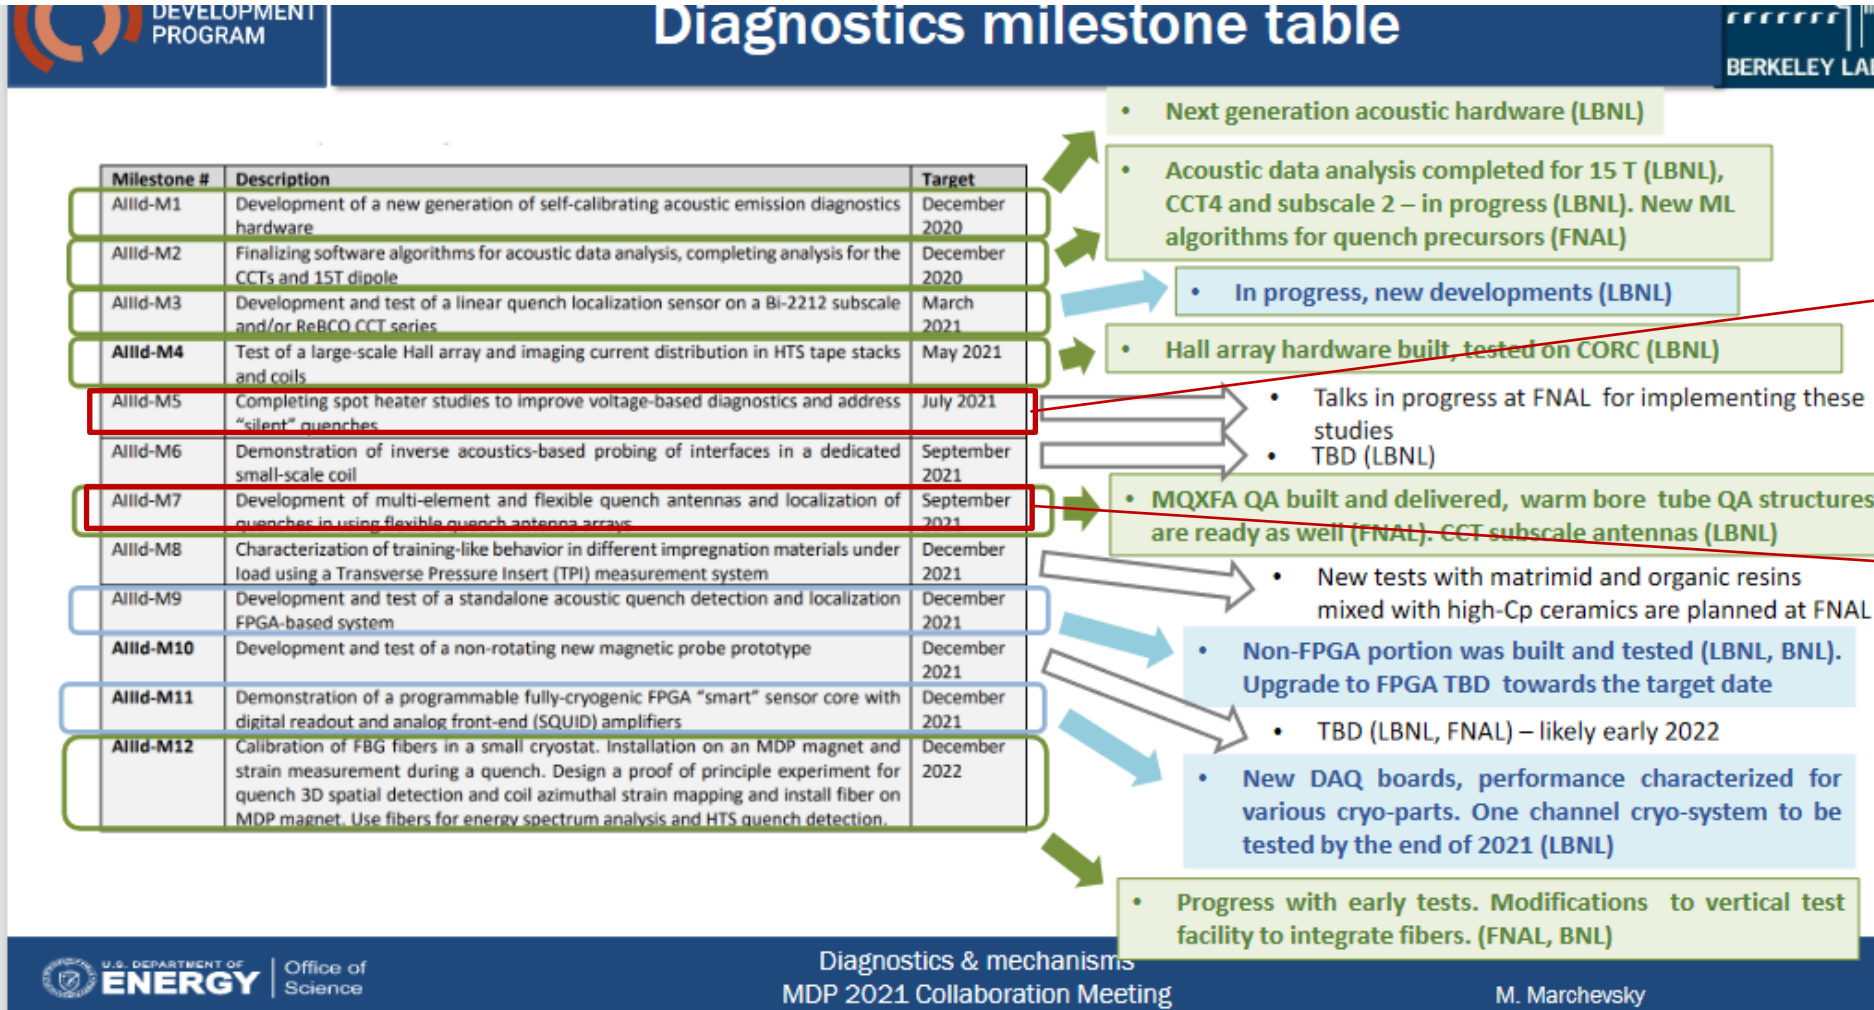 DEVELOPMENT
PROGRAM
Diagnostics milestone table
BERKELEY LA
Milestone # Description Target
AIIId-M1 Development of a new generation of self-calibrating acoustic emission diagnostics December
hardware 2020
AIIId-M2 Finalizing software algorithms for acoustic data analysis, completing analysis for the December
CCTs and 15T dipole 2020
AIIId-M3 Development and test of a linear quench localization sensor on a Bi-2212 subscale March
and/or ReBCO CCT series 2021
AIIId-M4 Test of a large-scale Hall array and imaging current distribution in HTS tape stacks May 2021
and coils
AIIId-M5 Completing spot heater studies to improve voltage-based diagnostics and address July 2021
"silent" quenches
AIIId-M6 Demonstration of inverse acoustics-based probing of interfaces in a dedicated September
small-scale coil 2021
AIIId-M7 Development of multi-element and flexible quench antennas and localization of September
quenches in using flexible quench antenna arrays 2021
AIIId-M8 Characterization of training-like behavior in different impregnation materials under December
load using a Transverse Pressure Insert (TPI) measurement system 2021
AIIId-M9 Development and test of a standalone acoustic quench detection and localization December
FPGA-based system 2021
AIIId-M10 Development and test of a non-rotating new magnetic probe prototype December
2021
AIIId-M11 Demonstration of a programmable fully-cryogenic FPGA "smart" sensor core with December
digital readout and analog front-end (SQUID) amplifiers 2021
AIIId-M12 Calibration of FBG fibers in a small cryostat. Installation on an MDP magnet and December
strain measurement during a quench. Design a proof of principle experiment for 2022
quench 3D spatial detection and coil azimuthal strain mapping and install fiber on
MDP magnet. Use fibers for energy spectrum analysis and HTS quench detection.
• Next generation acoustic hardware (LBNL)
• Acoustic data analysis completed for 15 T (LBNL),
CCT4 and subscale 2 – in progress (LBNL). New ML
algorithms for quench precursors (FNAL)
• In progress, new developments (LBNL)
• Hall array hardware built, tested on CORC (LBNL)
• Talks in progress at FNAL for implementing these
studies
• TBD (LBNL)
• MQXFA QA built and delivered, warm bore tube QA structures
are ready as well (FNAL). CCT subscale antennas (LBNL)
• New tests with matrimid and organic resins
mixed with high-Cp ceramics are planned at FNAL
• Non-FPGA portion was built and tested (LBNL, BNL).
Upgrade to FPGA TBD towards the target date
• TBD (LBNL, FNAL) – likely early 2022
• New DAQ boards, performance characterized for
various cryo-parts. One channel cryo-system to be
tested by the end of 2021 (LBNL)
• Progress with early tests. Modifications to vertical test
facility to integrate fibers. (FNAL, BNL)
U.S. DEPARTMENT OF
ENERGY
Office of
Science
Diagnostics & mechanisms
MDP 2021 Collaboration Meeting
M. Marchevsky